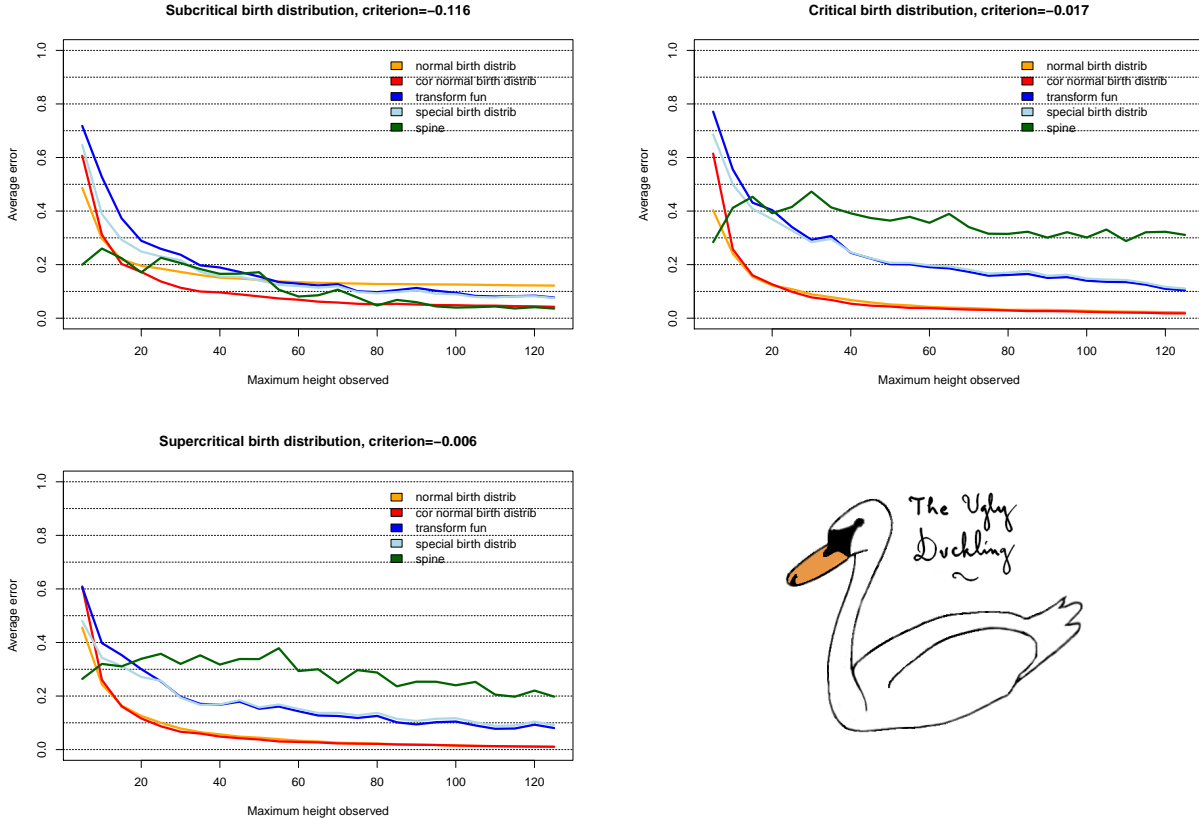 Subcritical birth distribution, criterion=−0.116
1.0
0.8
0.6
0.4
0.2
0.0
Average error
normal birth distrib
cor normal birth distrib
transform fun
special birth distrib
spine
20 40 60 80 100 120
Maximum height observed
Critical birth distribution, criterion=−0.017
1.0
0.8
0.6
0.4
0.2
0.0
Average error
normal birth distrib
cor normal birth distrib
transform fun
special birth distrib
spine
20 40 60 80 100 120
Maximum height observed
Supercritical birth distribution, criterion=−0.006
1.0
0.8
0.6
0.4
0.2
0.0
Average error
normal birth distrib
cor normal birth distrib
transform fun
special birth distrib
spine
20 40 60 80 100 120
Maximum height observed
The Ugly
Duckling